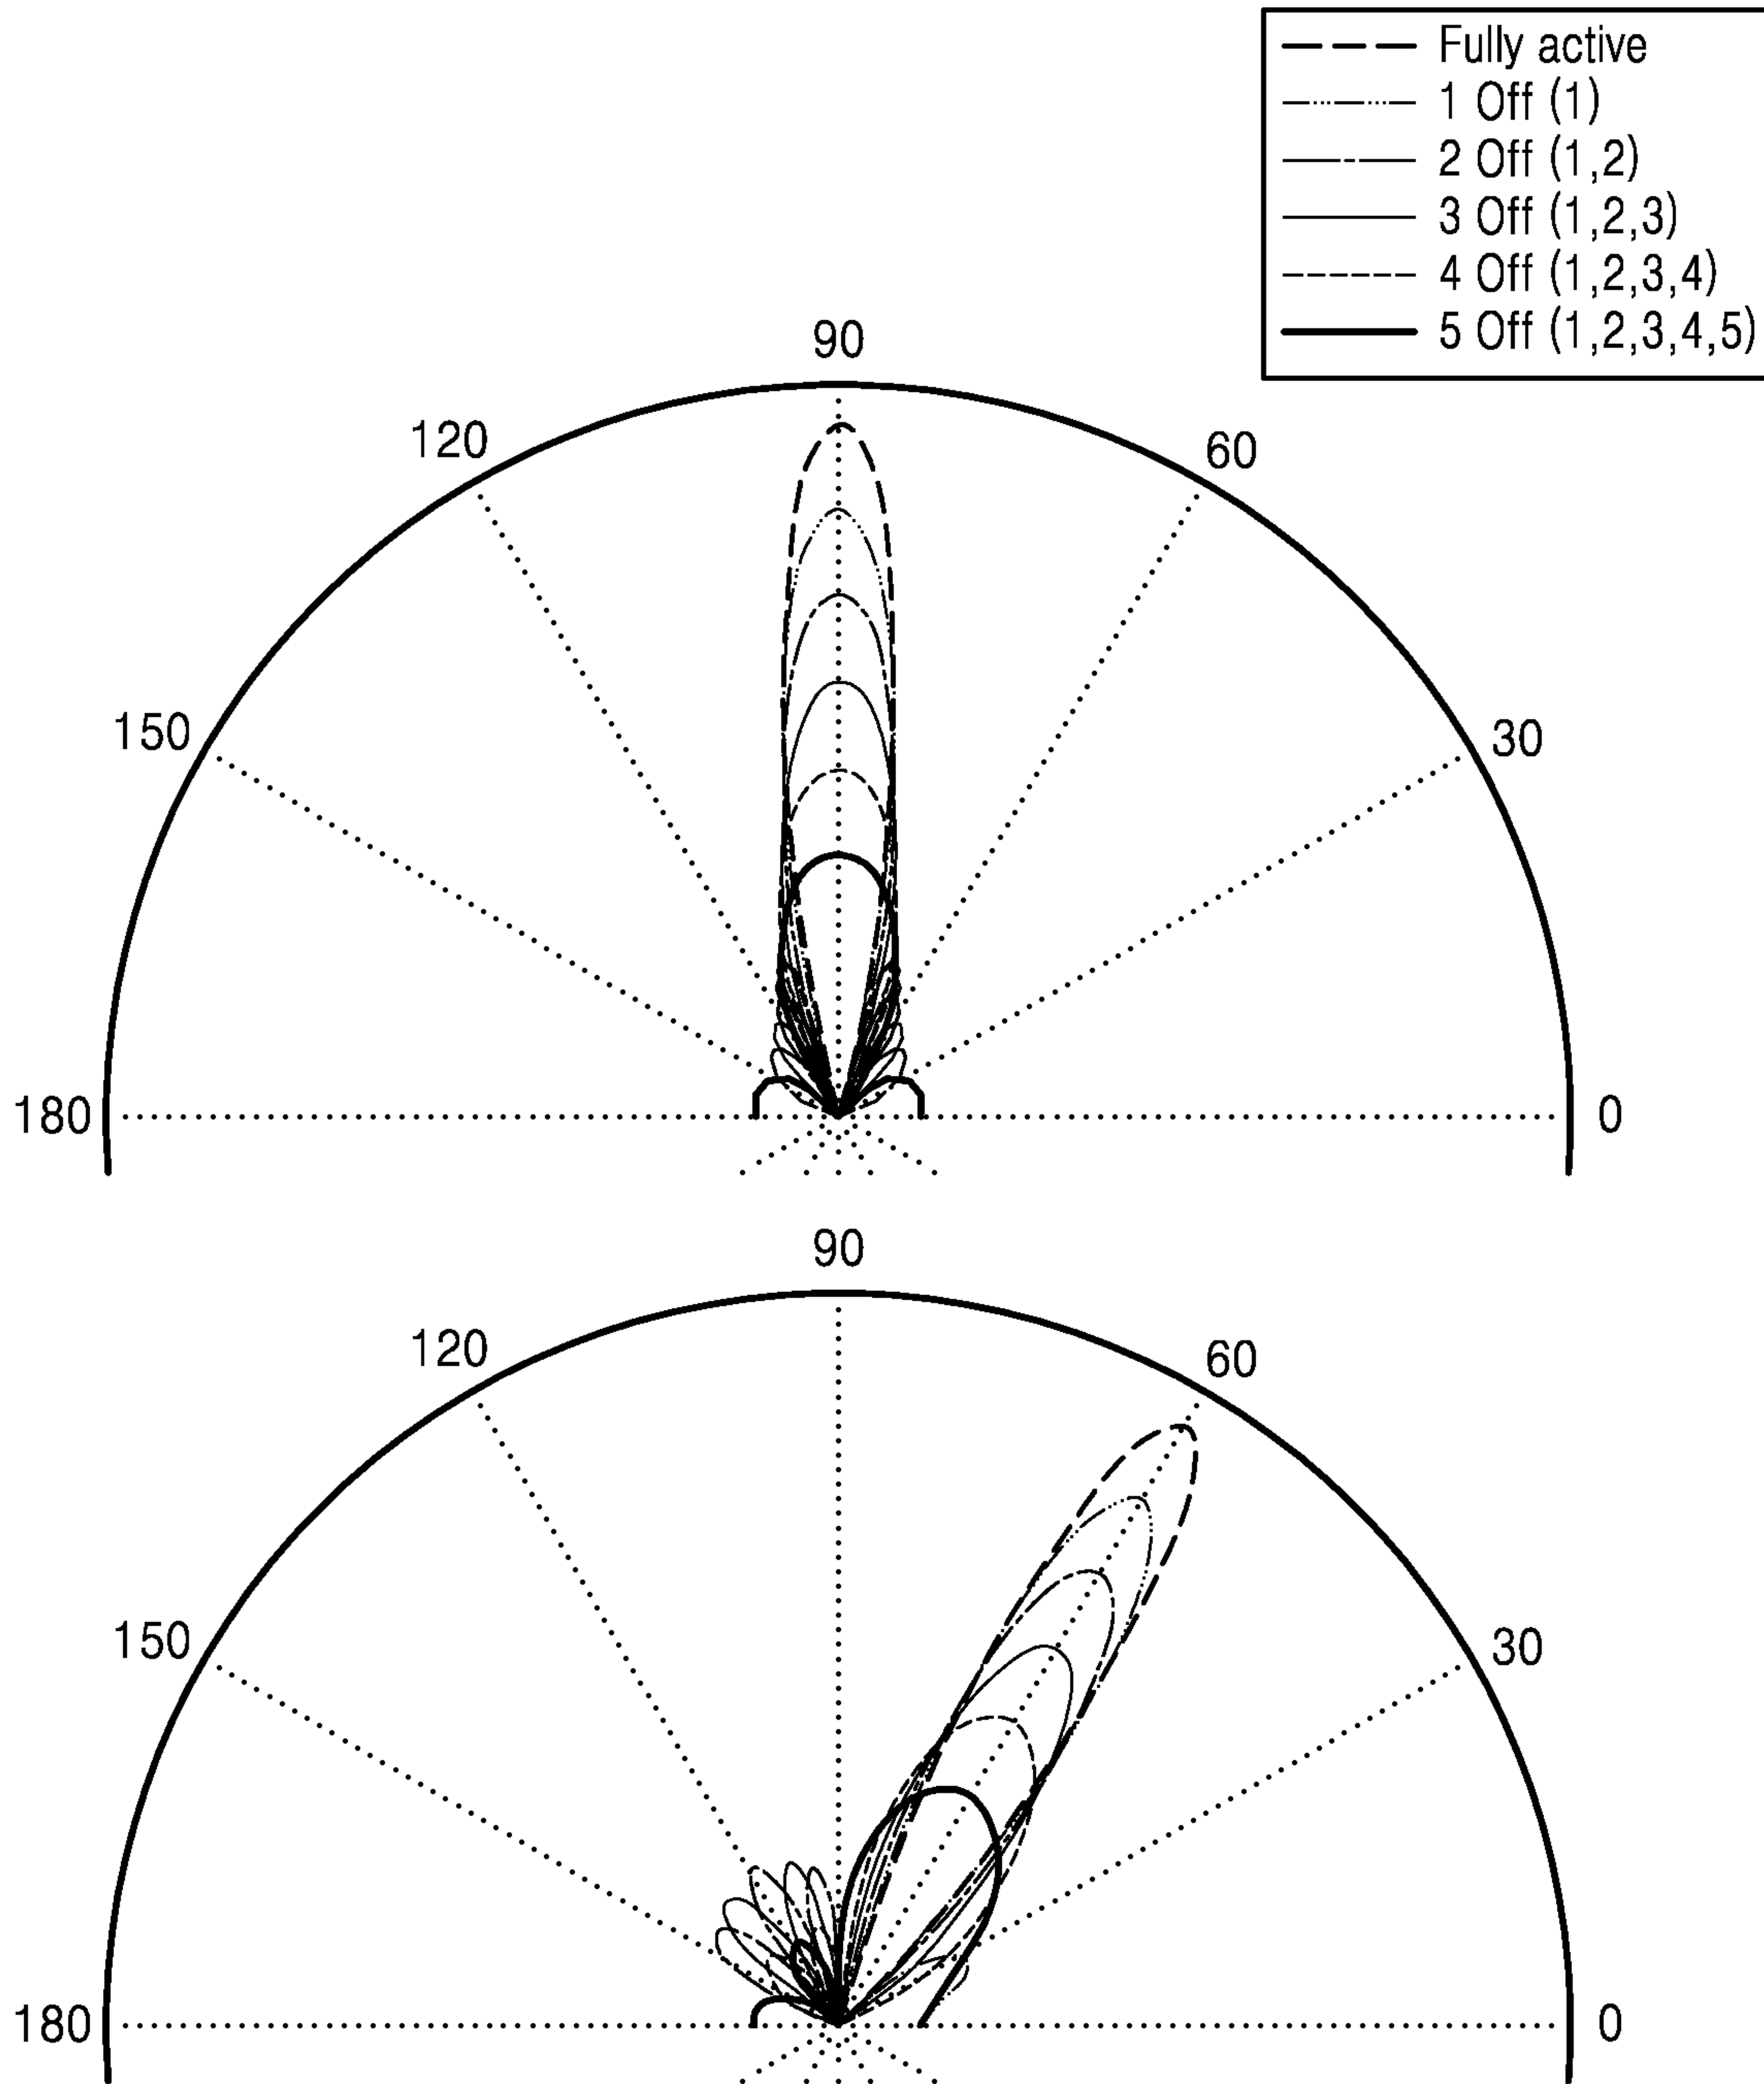 Fully active
1 Off (1)
2 Off (1,2)
3 Off (1,2,3)
4 Off (1,2,3,4)
5 Off (1,2,3,4,5)
90
120
60
150
30
180
0
90
120
60
150
30
180
0